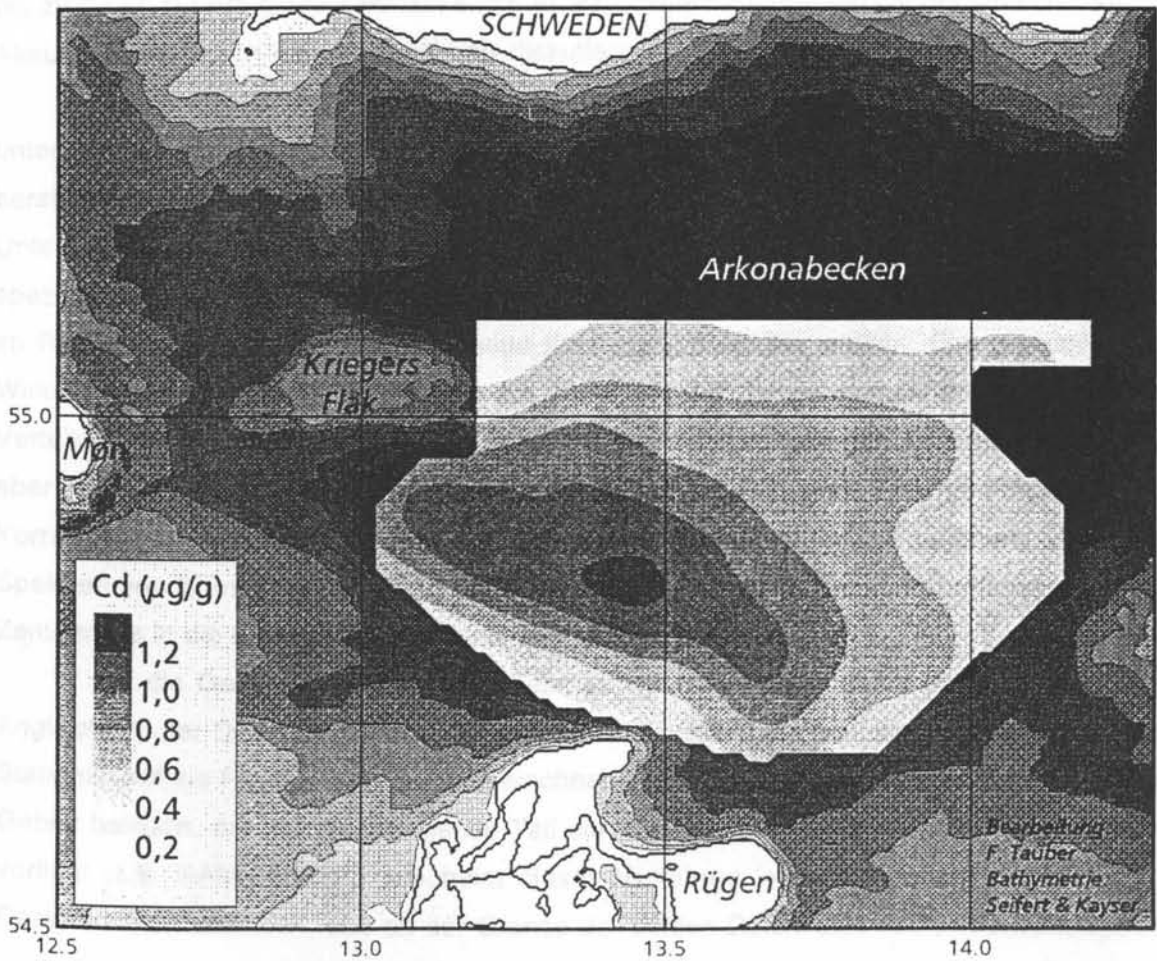 SCHWEDEN
Arkonabecken
Kriegers
Flak
55.0
Møn
Cd (µg/g)
1,2
1,0
0,8
0,6
0,4
0,2
Rügen
Bearbeitung:
F. Tauber
Bathymetrie:
Seifert & Kayser
54.5
12.5
13.0
13.5
14.0